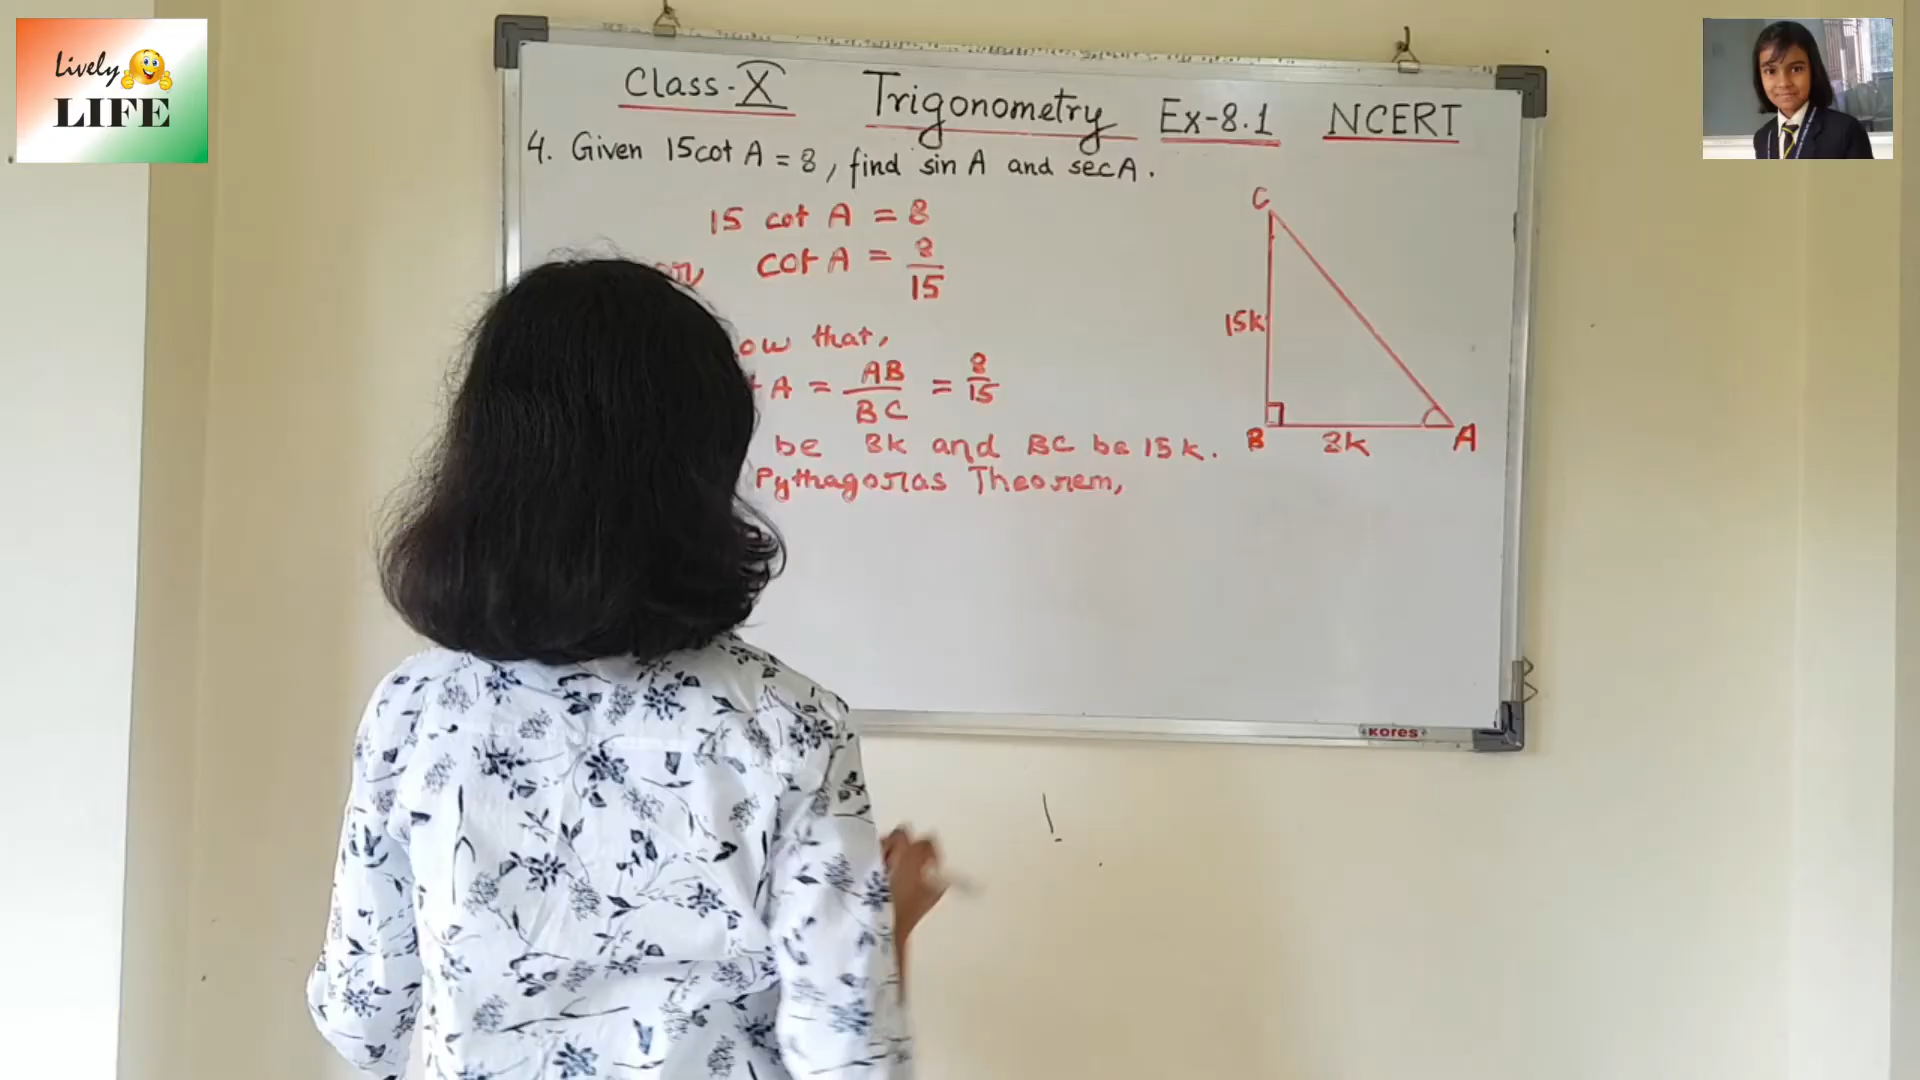 Lively
LIFE
Class-X Trigonometry Ex-8.1 NCERT
4. Given 15cot A = 8, find sin A and secA.
15 cot A = 8
or, cot A = 8/15
that,
A = AB/BC = 8/15
be 8k and BC be 15k.
Pythagoras Theorem,
C
15k
B 8k A
KORES